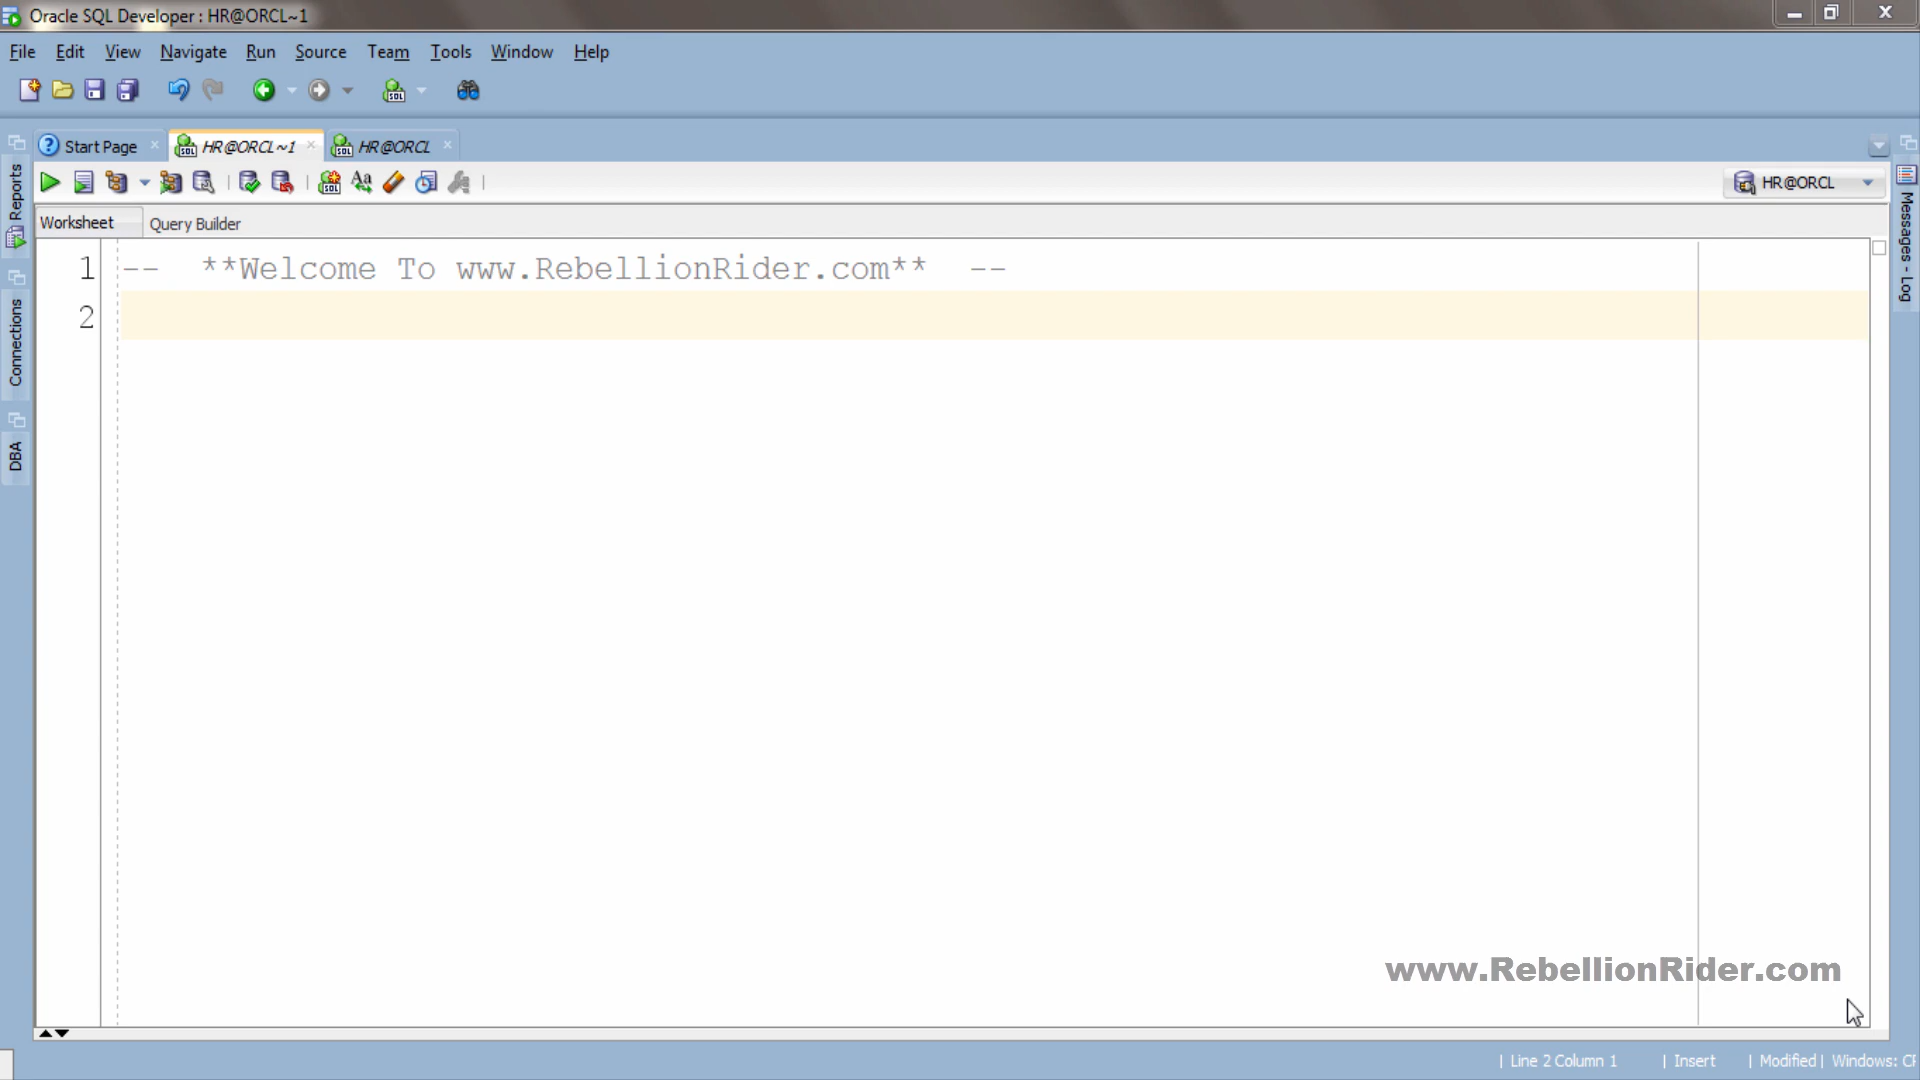 Oracle SQL Developer : HR@ORCL~1
File Edit View Navigate Run Source Team Tools Window Help
Start Page HR@ORCL~1 HR@ORCL
HR@ORCL
Worksheet Query Builder
1 -- **Welcome To www.RebellionRider.com** --
2
Reports
Connections
DBA
Messages - Log
www.RebellionRider.com
| Line 2 Column 1 | Insert | Modified | Windows: CR